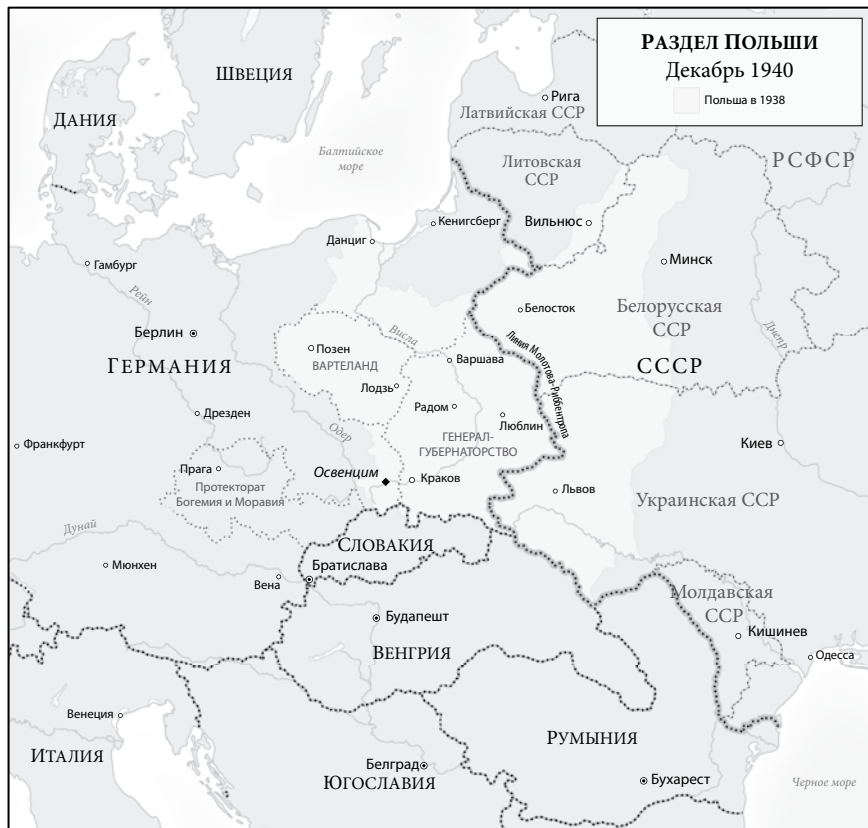 РАЗДЕЛ ПОЛЬШИ
Декабрь 1940
Польша в 1938
ШВЕЦИЯ
ДАНИЯ
Рига
Латвийская ССР
Балтийское
море
Литовская
ССР
РСФСР
Кенигсберг
Вильнюс
Данциг
Гамбург
Минск
Рейн
Белосток
Белорусская
ССР
Днепр
Берлин
Висла
Линия Молотова–Риббентропа
Позен
ВАРТЕЛАНД
Варшава
ГЕРМАНИЯ
СССР
Лодзь
Радом
Дрезден
Люблин
Одер
ГЕНЕРАЛ-
ГУБЕРНАТОРСТВО
Франкфурт
Киев
Прага
Освенцим
Краков
Протекторат
Богемия и Моравия
Львов
Украинская ССР
Дунай
СЛОВАКИЯ
Мюнхен
Братислава
Вена
Молдавская
ССР
Будапешт
Кишинев
ВЕНГРИЯ
Одесса
Венеция
РУМЫНИЯ
ИТАЛИЯ
Белград
ЮГОСЛАВИЯ
Бухарест
Черное море